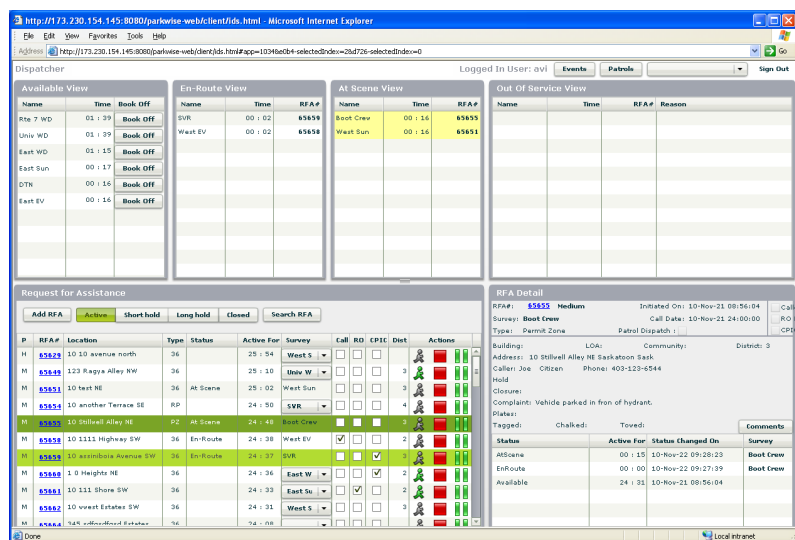 http://173.230.154.145:8080/parkwise-web/client/ids.html - Microsoft Internet Explorer
File Edit View Favorites Tools Help
Address http://173.230.154.145:8080/parkwise-web/client/ids.html#app=1034&e0b4-selectedIndex=2&d726-selectedIndex=0 Go
Dispatcher Logged In User: avi Events Patrols Sign Out
Available View En-Route View At Scene View Out Of Service View
Name Time Book Off Name Time RFA# Name Time RFA# Name Time RFA# Reason
Rte 7 WD 01 : 39 Book Off SVR 00 : 02 65659 Boot Crew 00 : 16 65655
Univ WD 01 : 39 Book Off West EV 00 : 02 65658 West Sun 00 : 16 65651
East WD 01 : 15 Book Off
East Sun 00 : 17 Book Off
DTN 00 : 16 Book Off
East EV 00 : 16 Book Off
Request for Assistance
Add RFA Active Short hold Long hold Closed Search RFA
P RFA# Location Type Status Active For Survey Call RO CPIC Dist Actions
H 65629 10 10 avenue north 36 25 : 54 West S
M 65649 123 Ragya Alley NW 36 25 : 10 Univ W 3
M 65651 10 test NE 36 At Scene 25 : 02 West Sun 3
M 65654 10 another Terrace SE RP 24 : 50 SVR 4
M 65655 10 Stillwell Alley NE PZ At Scene 24 : 48 Boot Crew 3
M 65658 10 1111 Highway SW 36 En-Route 24 : 38 West EV 2
M 65659 10 assiniboia Avenue SW 36 En-Route 24 : 37 SVR 3
M 65660 1 0 Heights NE 36 24 : 36 East W 2
M 65661 10 111 Shore SW 36 24 : 33 East Su 2
M 65662 10 west Estates SW 36 24 : 31 West S 3
M 65664 345 sdfgsdfgsd Estates 36 24 : 08
RFA Detail
RFA#: 65655 Medium Initiated On: 10-Nov-21 08:56:04
Survey: Boot Crew Call Date: 10-Nov-21 24:00:00 RO
Type: Permit Zone Patrol Dispatch :
Building: LOA: Community: District: 3
Address: 10 Stillwell Alley NE Saskatoon Sask
Caller: Joe Citizen Phone: 403-123-6544
Hold
Closure:
Complaint: Vehicle parked in fron of hydrant.
Plates:
Tagged: Chalked: Toved: Comments
Status Active For Status Changed On Survey
AtScene 00 : 15 10-Nov-22 09:28:23 Boot Crew
EnRoute 00 : 00 10-Nov-22 09:27:39 Boot Crew
Available 24 : 31 10-Nov-21 08:56:04
Done Local intranet